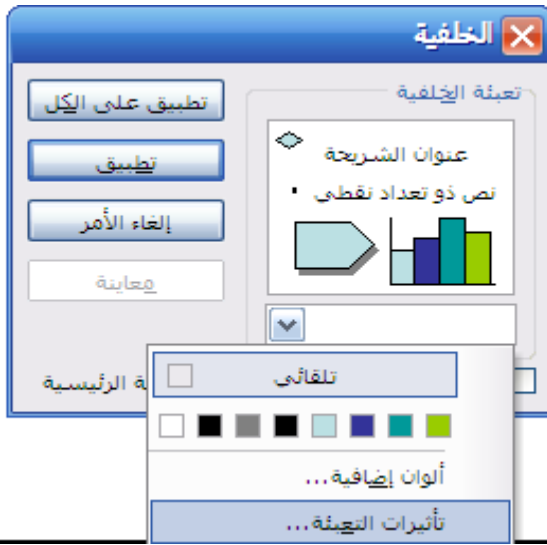 الخلفية
تعبئة الخلفية
عنوان الشريحة
نص ذو تعداد نقطي
تطبيق على الكل
تطبيق
إلغاء الأمر
معاينة
تلقائي
ألوان إضافية...
تأثيرات التعبئة...
الرئيسية